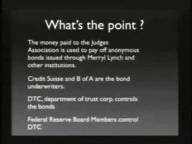 What's the point ?
The money paid to the Judges
Association is used to pay off anonymous
bonds issued through Merryl Lynch and
other institutions.
Credit Suisse and B of A are the bond
underwriters.
DTC, department of trust corp. controls
the bonds
Federal Reserve Board Members control
DTC